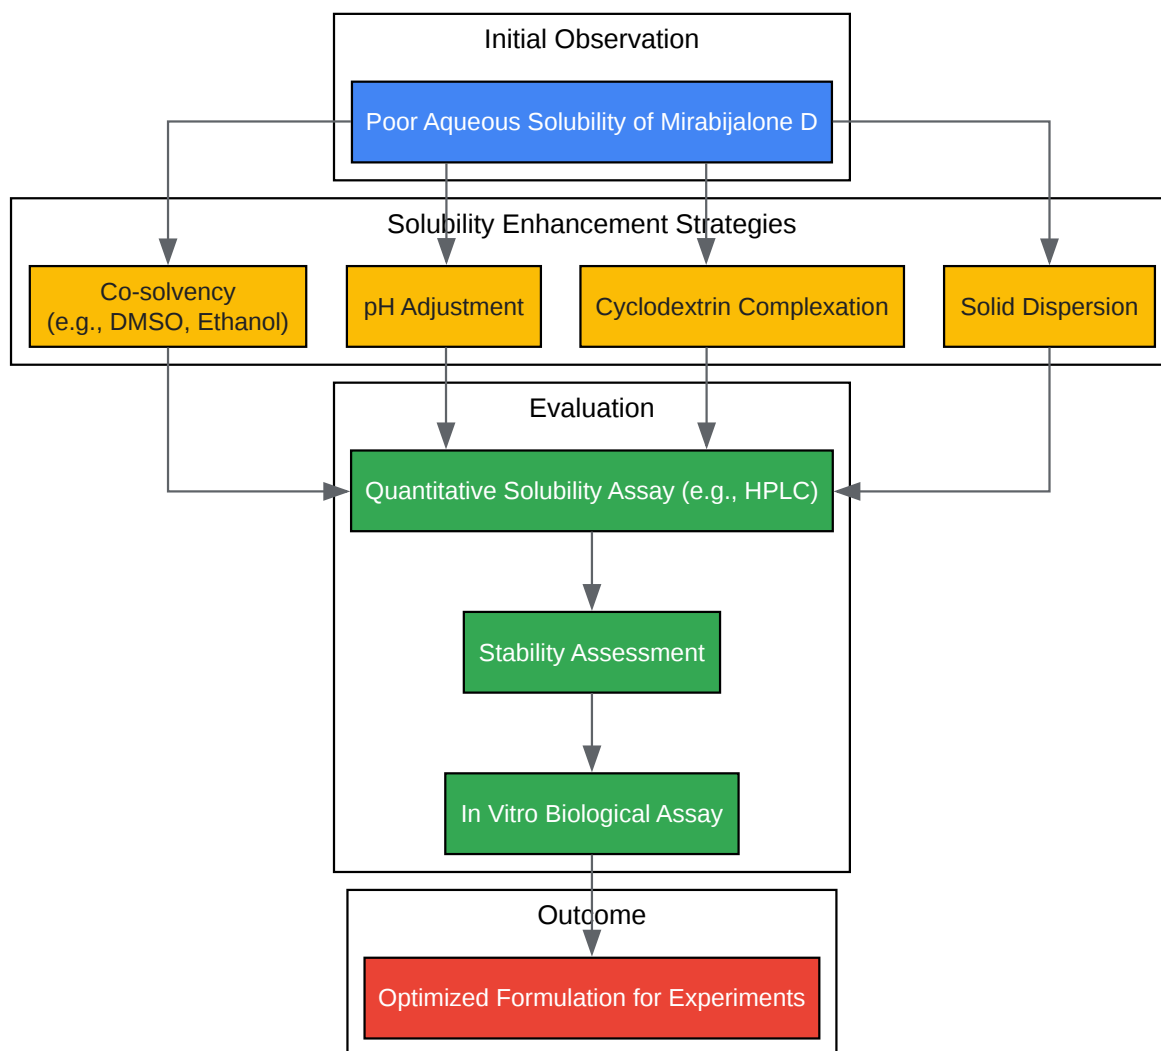 Initial Observation
Poor Aqueous Solubility of Mirabijalone D
Solubility Enhancement Strategies
Co-solvency
(e.g., DMSO, Ethanol)
pH Adjustment
Cyclodextrin Complexation
Solid Dispersion
Evaluation
Quantitative Solubility Assay (e.g., HPLC)
Stability Assessment
In Vitro Biological Assay
Outcome
Optimized Formulation for Experiments